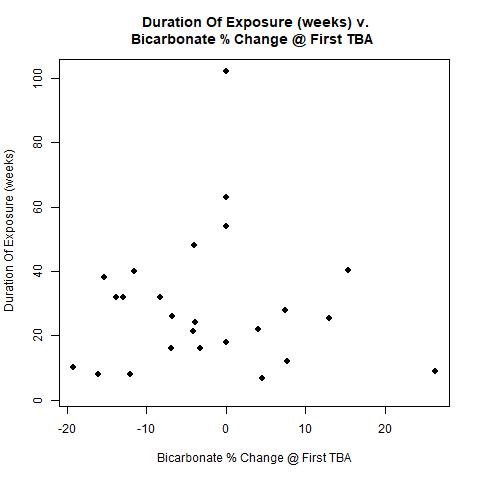 Duration Of Exposure (weeks) v.
Bicarbonate % Change @ First TBA
Duration Of Exposure (weeks)
100
80
60
40
20
0
-20 -10 0 10 20
Bicarbonate % Change @ First TBA